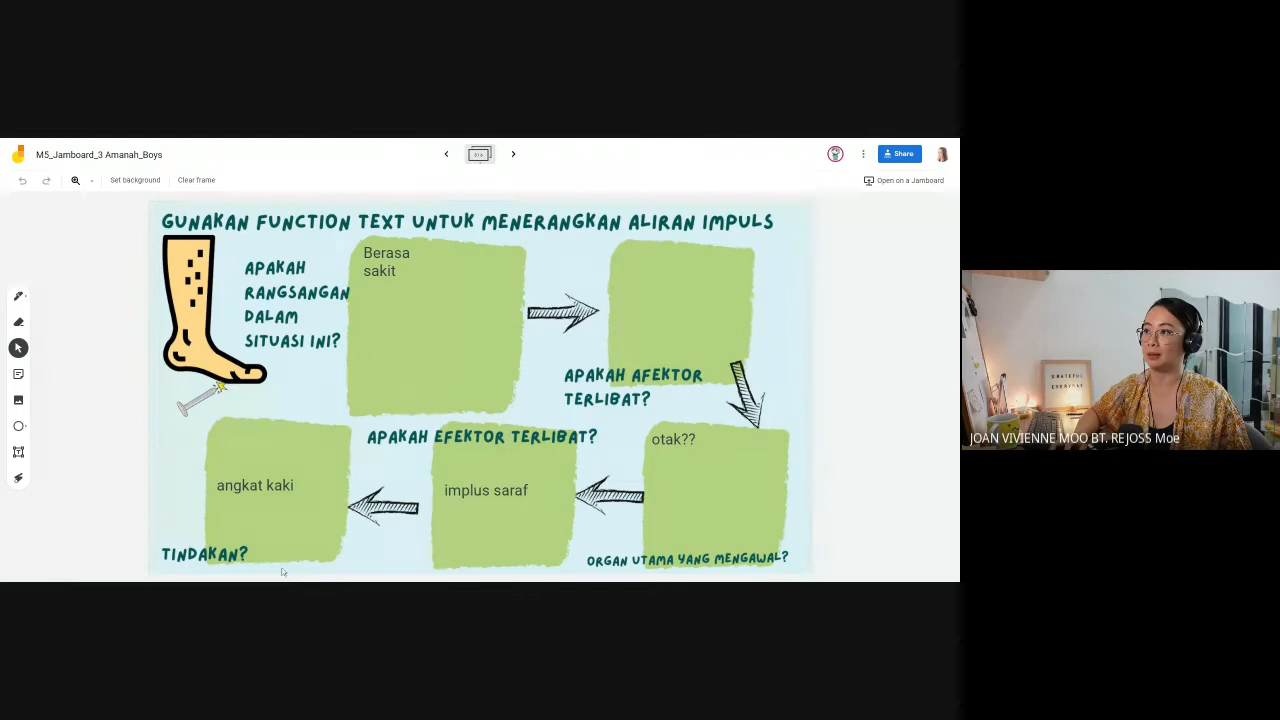 M5_Jamboard_3 Amanah_Boys
Share
Set background
Clear frame
Open on a Jamboard
GUNAKAN FUNCTION TEXT UNTUK MENERANGKAN ALIRAN IMPULS
APAKAH
RANGSANGAN
DALAM
SITUASI INI?
Berasa
sakit
APAKAH AFEKTOR
TERLIBAT?
APAKAH EFEKTOR TERLIBAT?
otak??
angkat kaki
implus saraf
TINDAKAN?
ORGAN UTAMA YANG MENGAWAL?
GRATEFUL
EVERYDAY
JOAN VIVIENNE MOO BT. REJOSS Moe